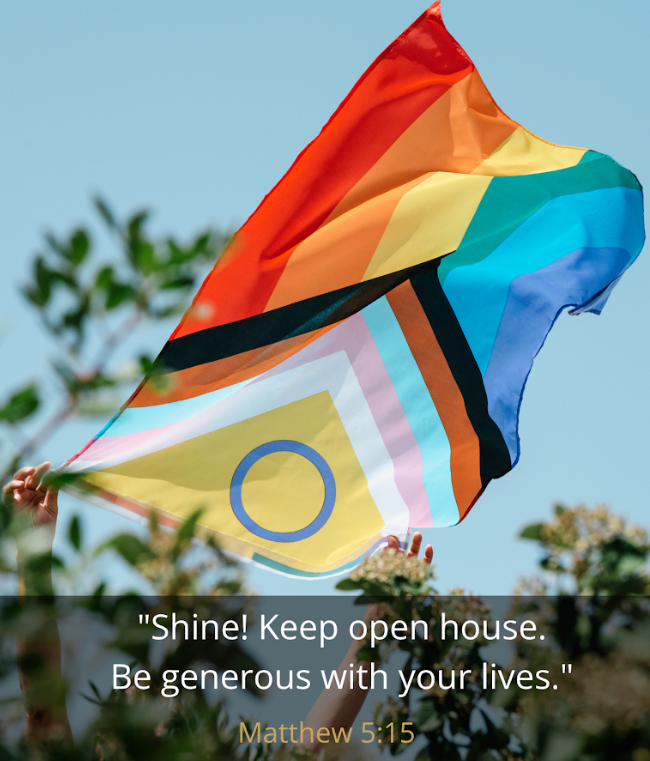 "Shine! Keep open house.
Be generous with your lives."
Matthew 5:15